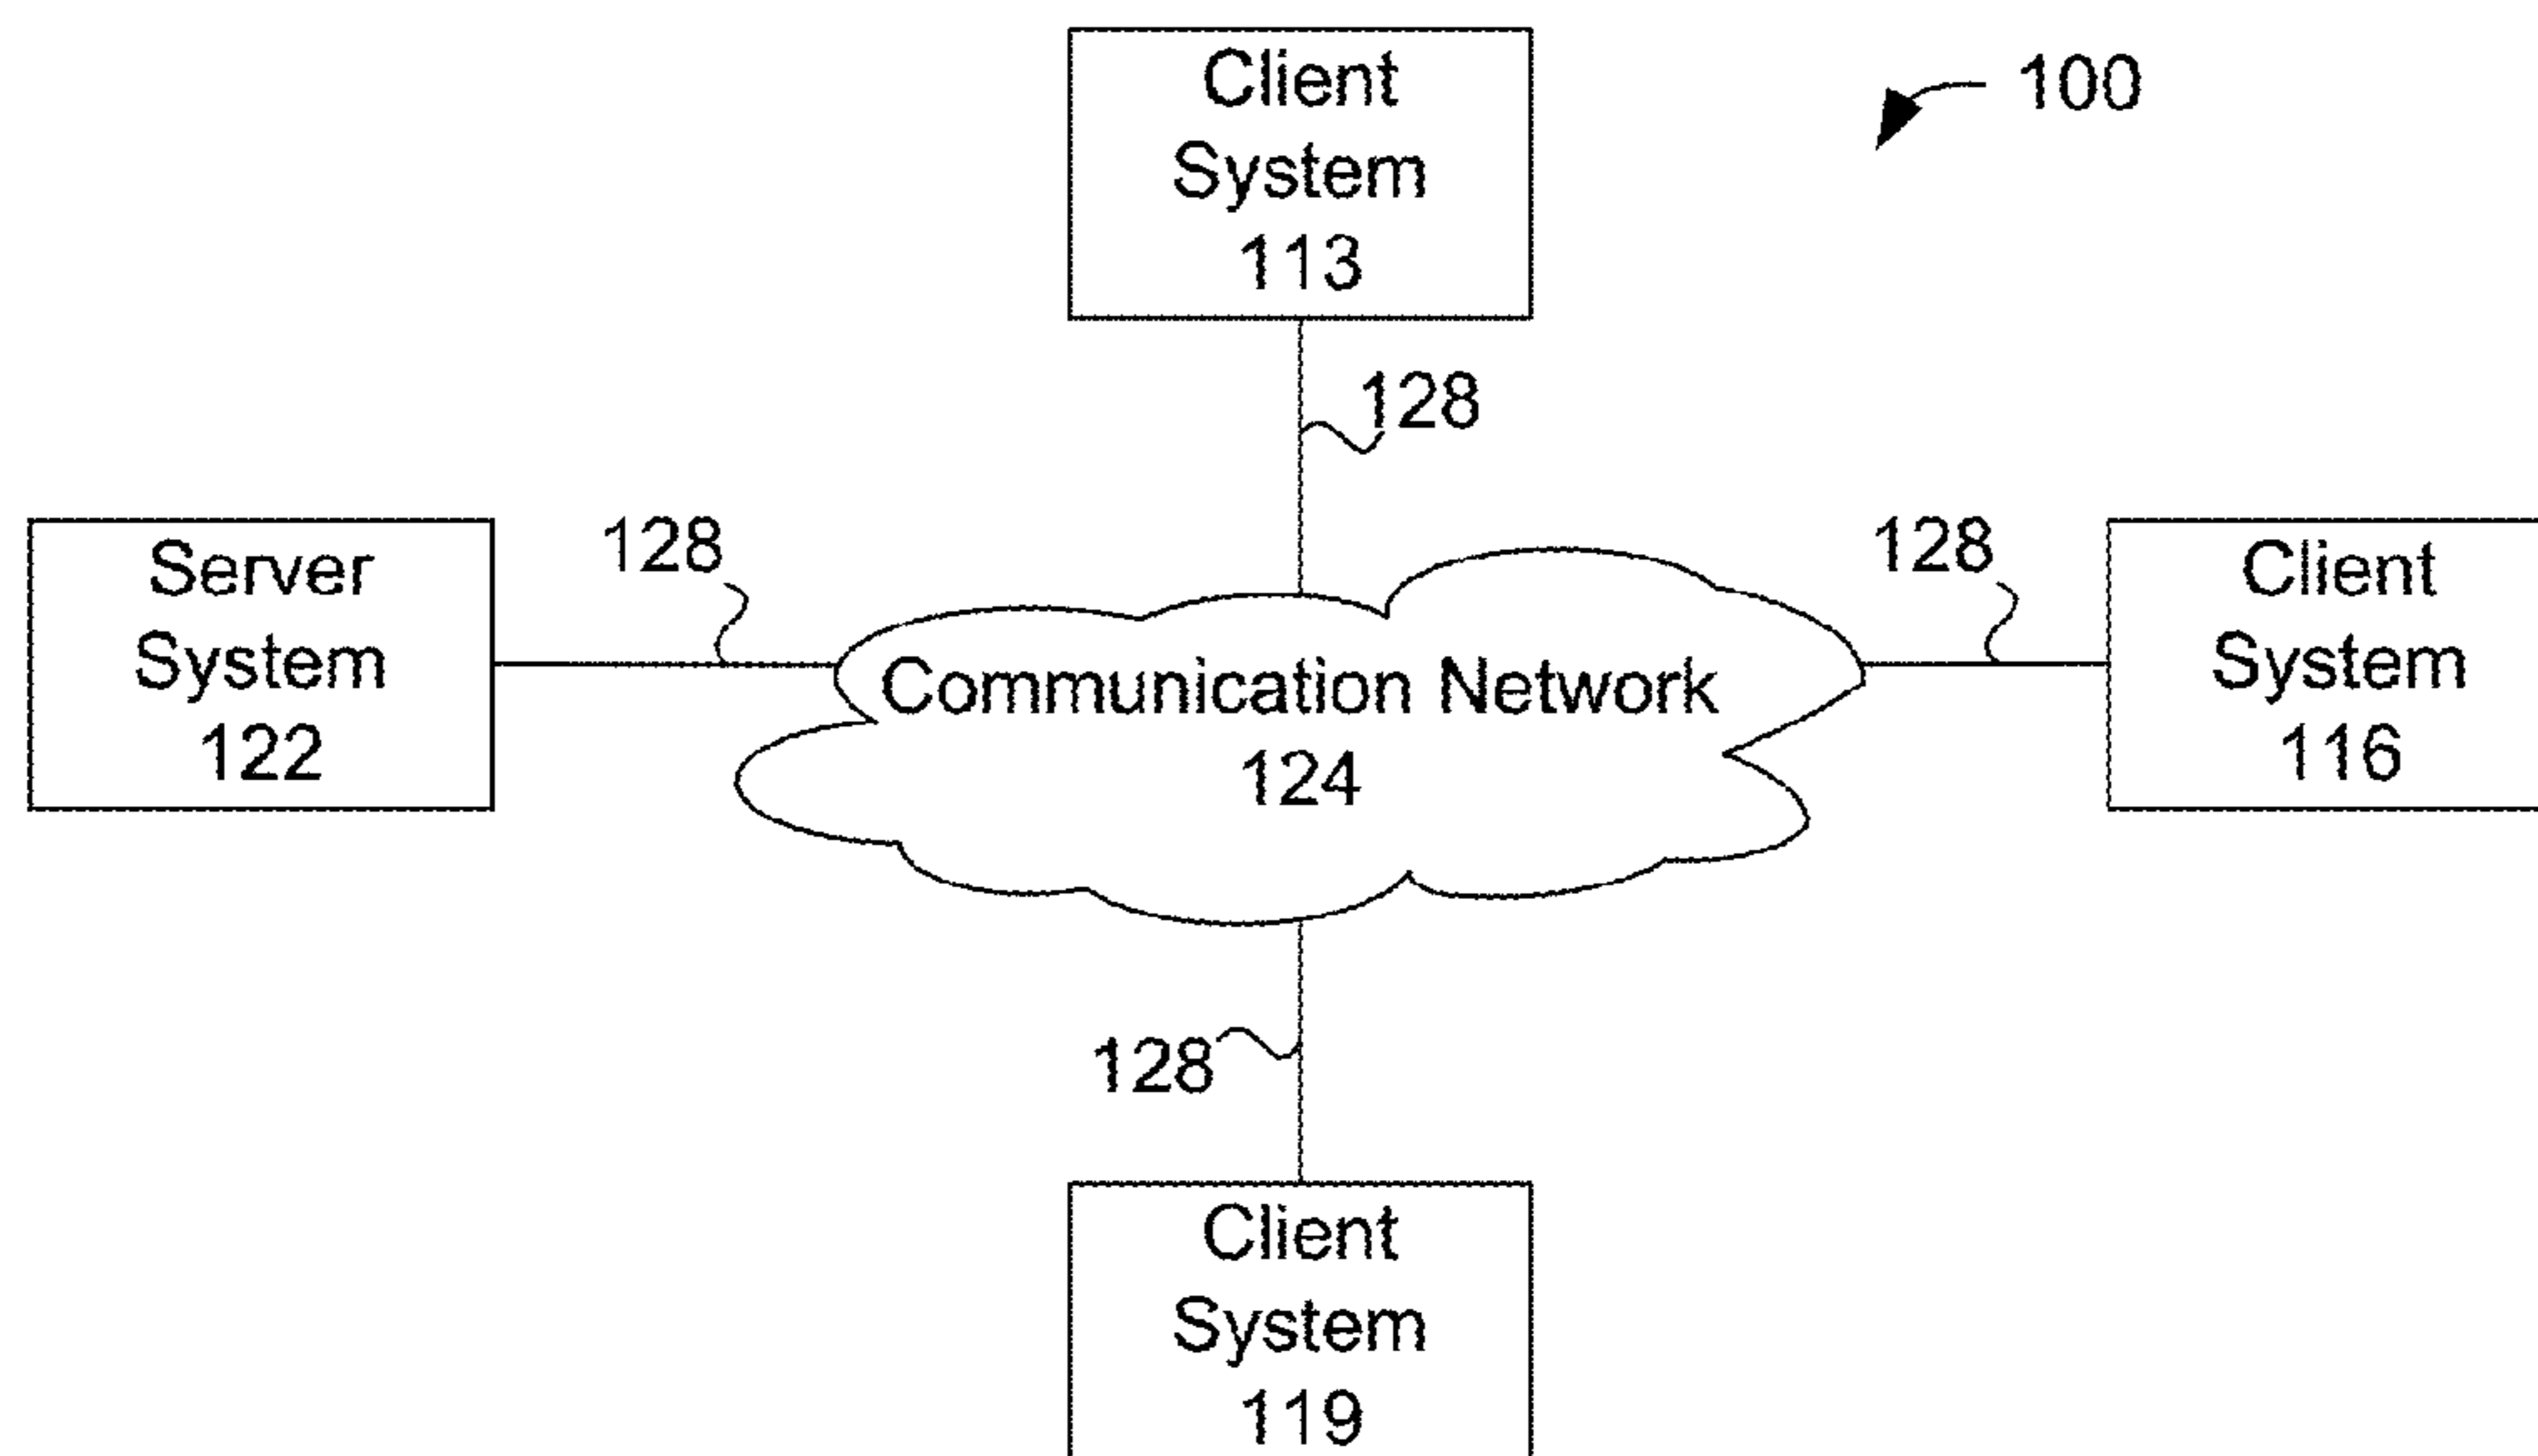 Client
System
113
100
128
Server
System
122
128
Communication Network
124
128
Client
System
116
128
Client
System
119